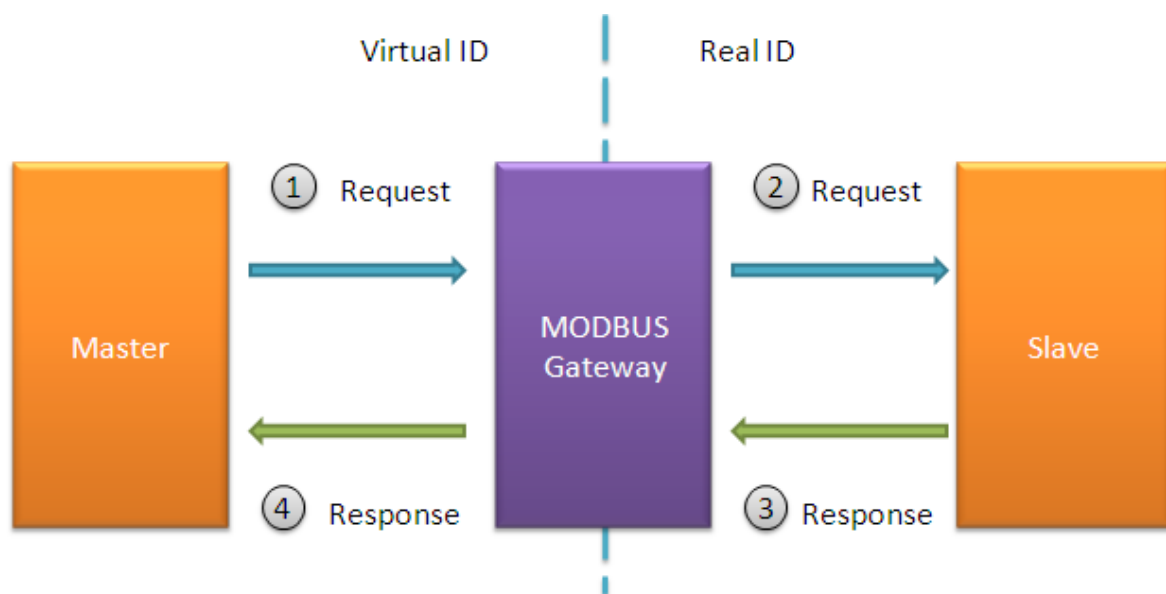 Virtual ID
Real ID
1 Request
2 Request
Master
MODBUS
Gateway
Slave
4 Response
3 Response